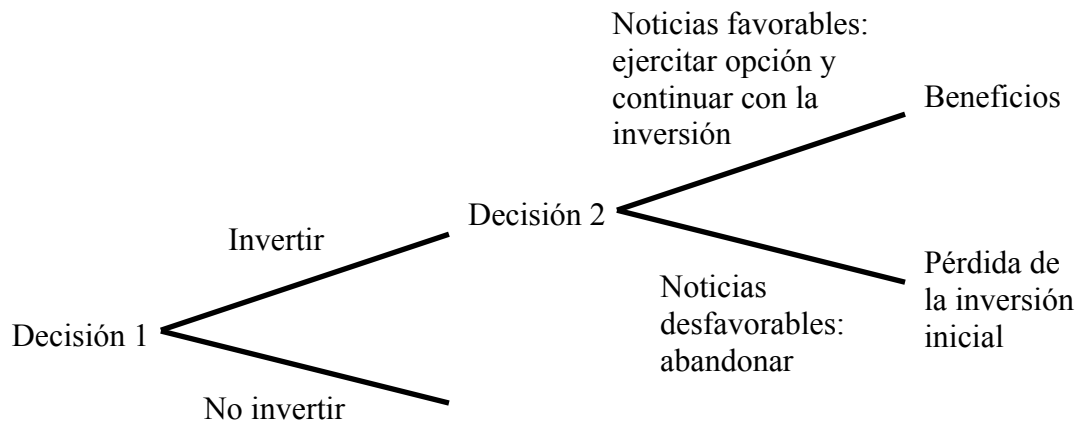 Noticias favorables:
ejercitar opción y
continuar con la
inversión
Beneficios
Decisión 2
Invertir
Noticias
desfavorables:
abandonar
Pérdida de
la inversión
inicial
Decisión 1
No invertir